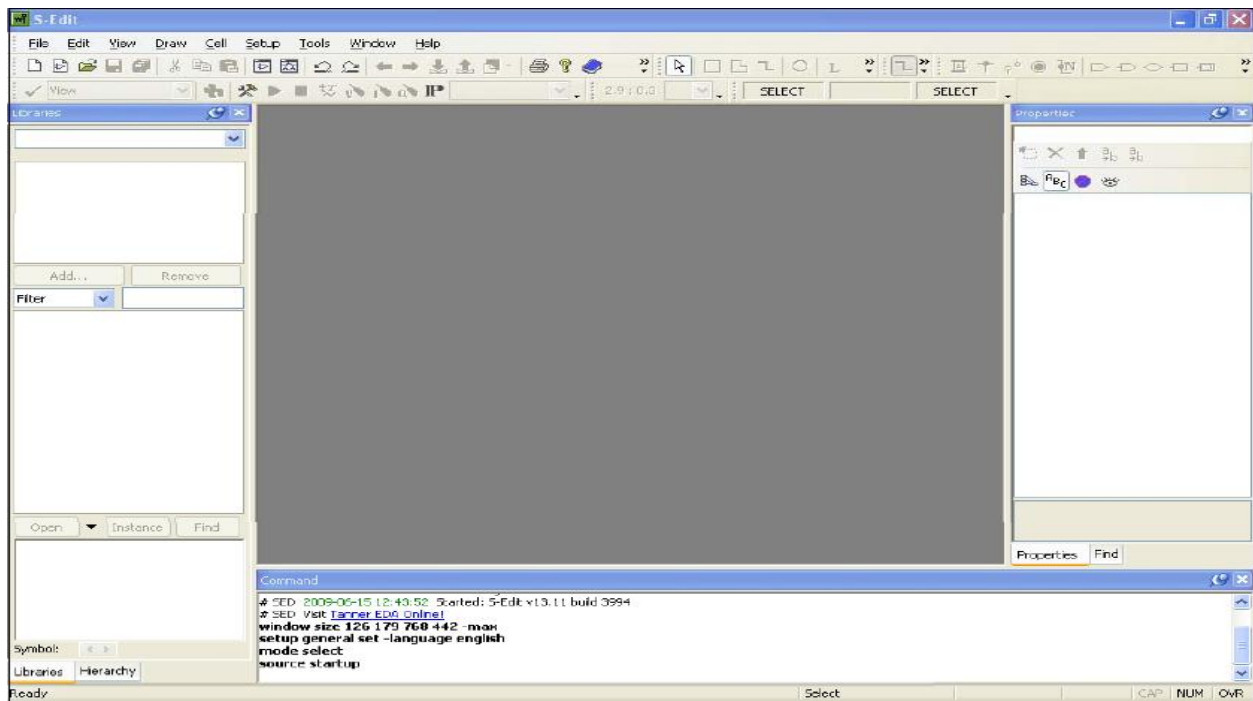 S-Edit
File Edit View Draw Cell Setup Tools Window Help
View SELECT SELECT
Libraries
Properties
Add... Remove
Filter
Open Instance Find
Properties Find
Command
# SED 2009-06-15 12:43:52 Started: S-Edit v13.11 build 3994
# SED Visit Tanner EDA Online!
window size 126 179 768 442 -max
setup general set -language english
mode select
source startup
Symbol:
Libraries Hierarchy
Ready Select CAP NUM OVR